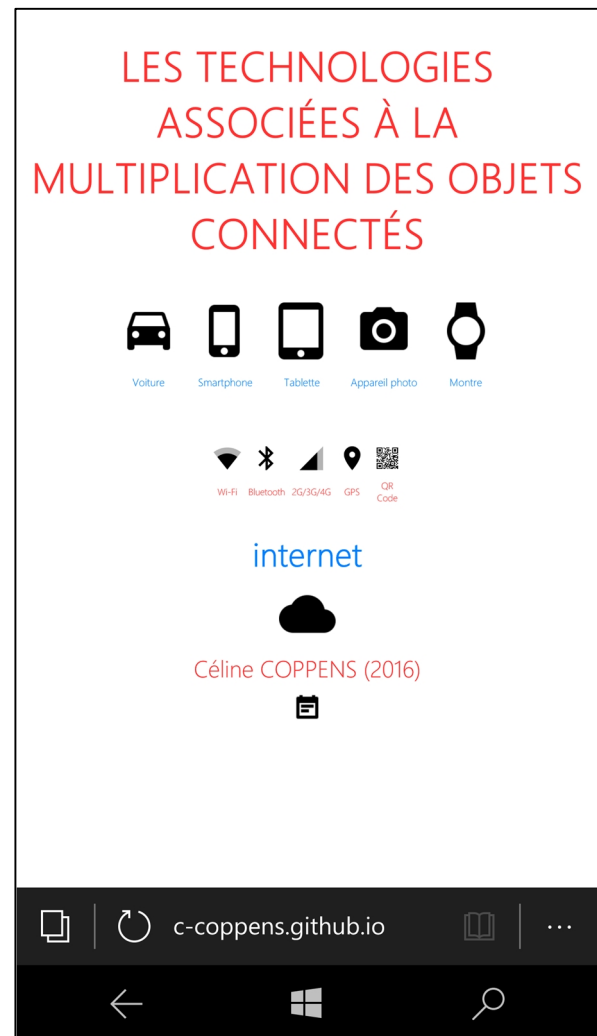 LES TECHNOLOGIES
ASSOCIÉES À LA
MULTIPLICATION DES OBJETS
CONNECTÉS
Voiture Smartphone Tablette Appareil photo Montre
Wi-Fi Bluetooth 2G/3G/4G GPS QR
Code
internet
Céline COPPENS (2016)
c-coppens.github.io